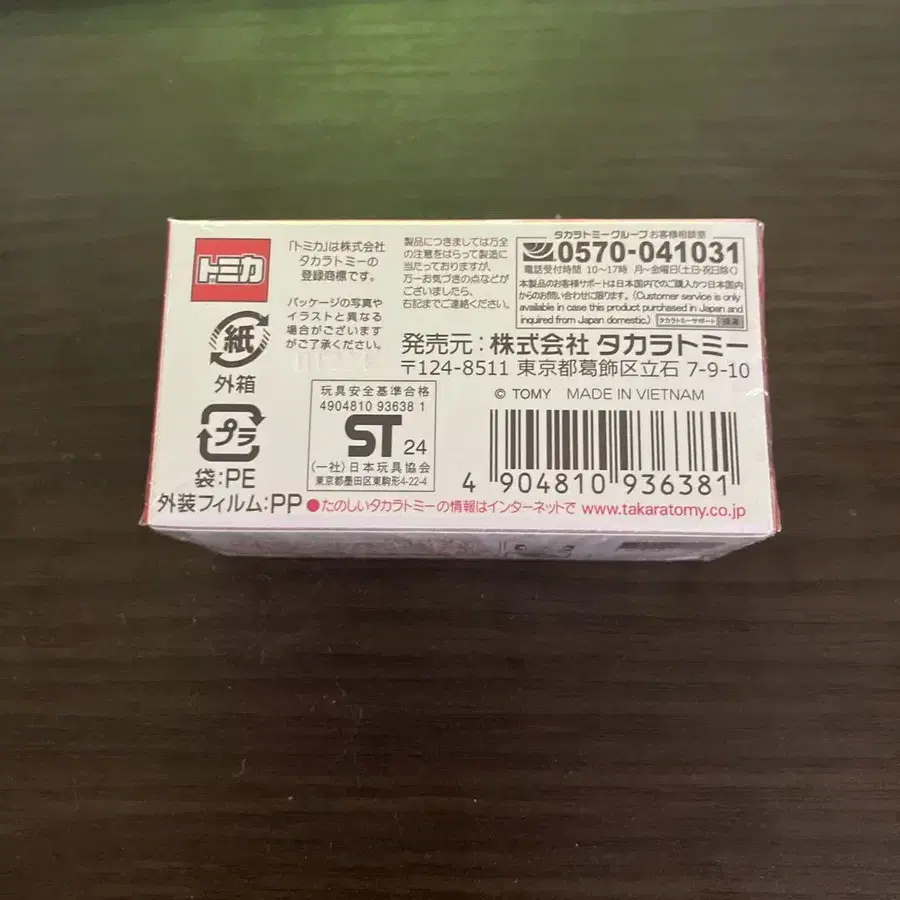 トミカ
「トミカ」は株式会社
タカラトミーの
登録商標です。
パッケージの写真や
イラストと異なる
場合がございます
がご了承ください。
製品につきましては万全
の注意をはらって製造に
当たっておりますが、
万一お気づきの点などが
ございましたら、
右記までご連絡ください。
タカラトミーグループ お客様相談室
0570-041031
電話受付時間 10〜17時 月〜金曜日(土・日・祝日除く)
本製品のお客様サポートは日本国内でのご購入かつ日本国内
からのお問い合わせに限ります。(Customer service is only
available in case this product purchased in Japan and
inquired from Japan domestic.) タカラトミーサポート 検索
発売元:株式会社 タカラトミー
〒124-8511 東京都葛飾区立石 7-9-10
© TOMY MADE IN VIETNAM
紙
外箱
プラ
袋:PE
外装フィルム:PP
玩具安全基準合格
4904810 93638 1
ST 24
(一社)日本玩具協会
東京都墨田区東駒形4-22-4
4 904810 936381
●たのしいタカラトミーの情報はインターネットで www.takaratomy.co.jp